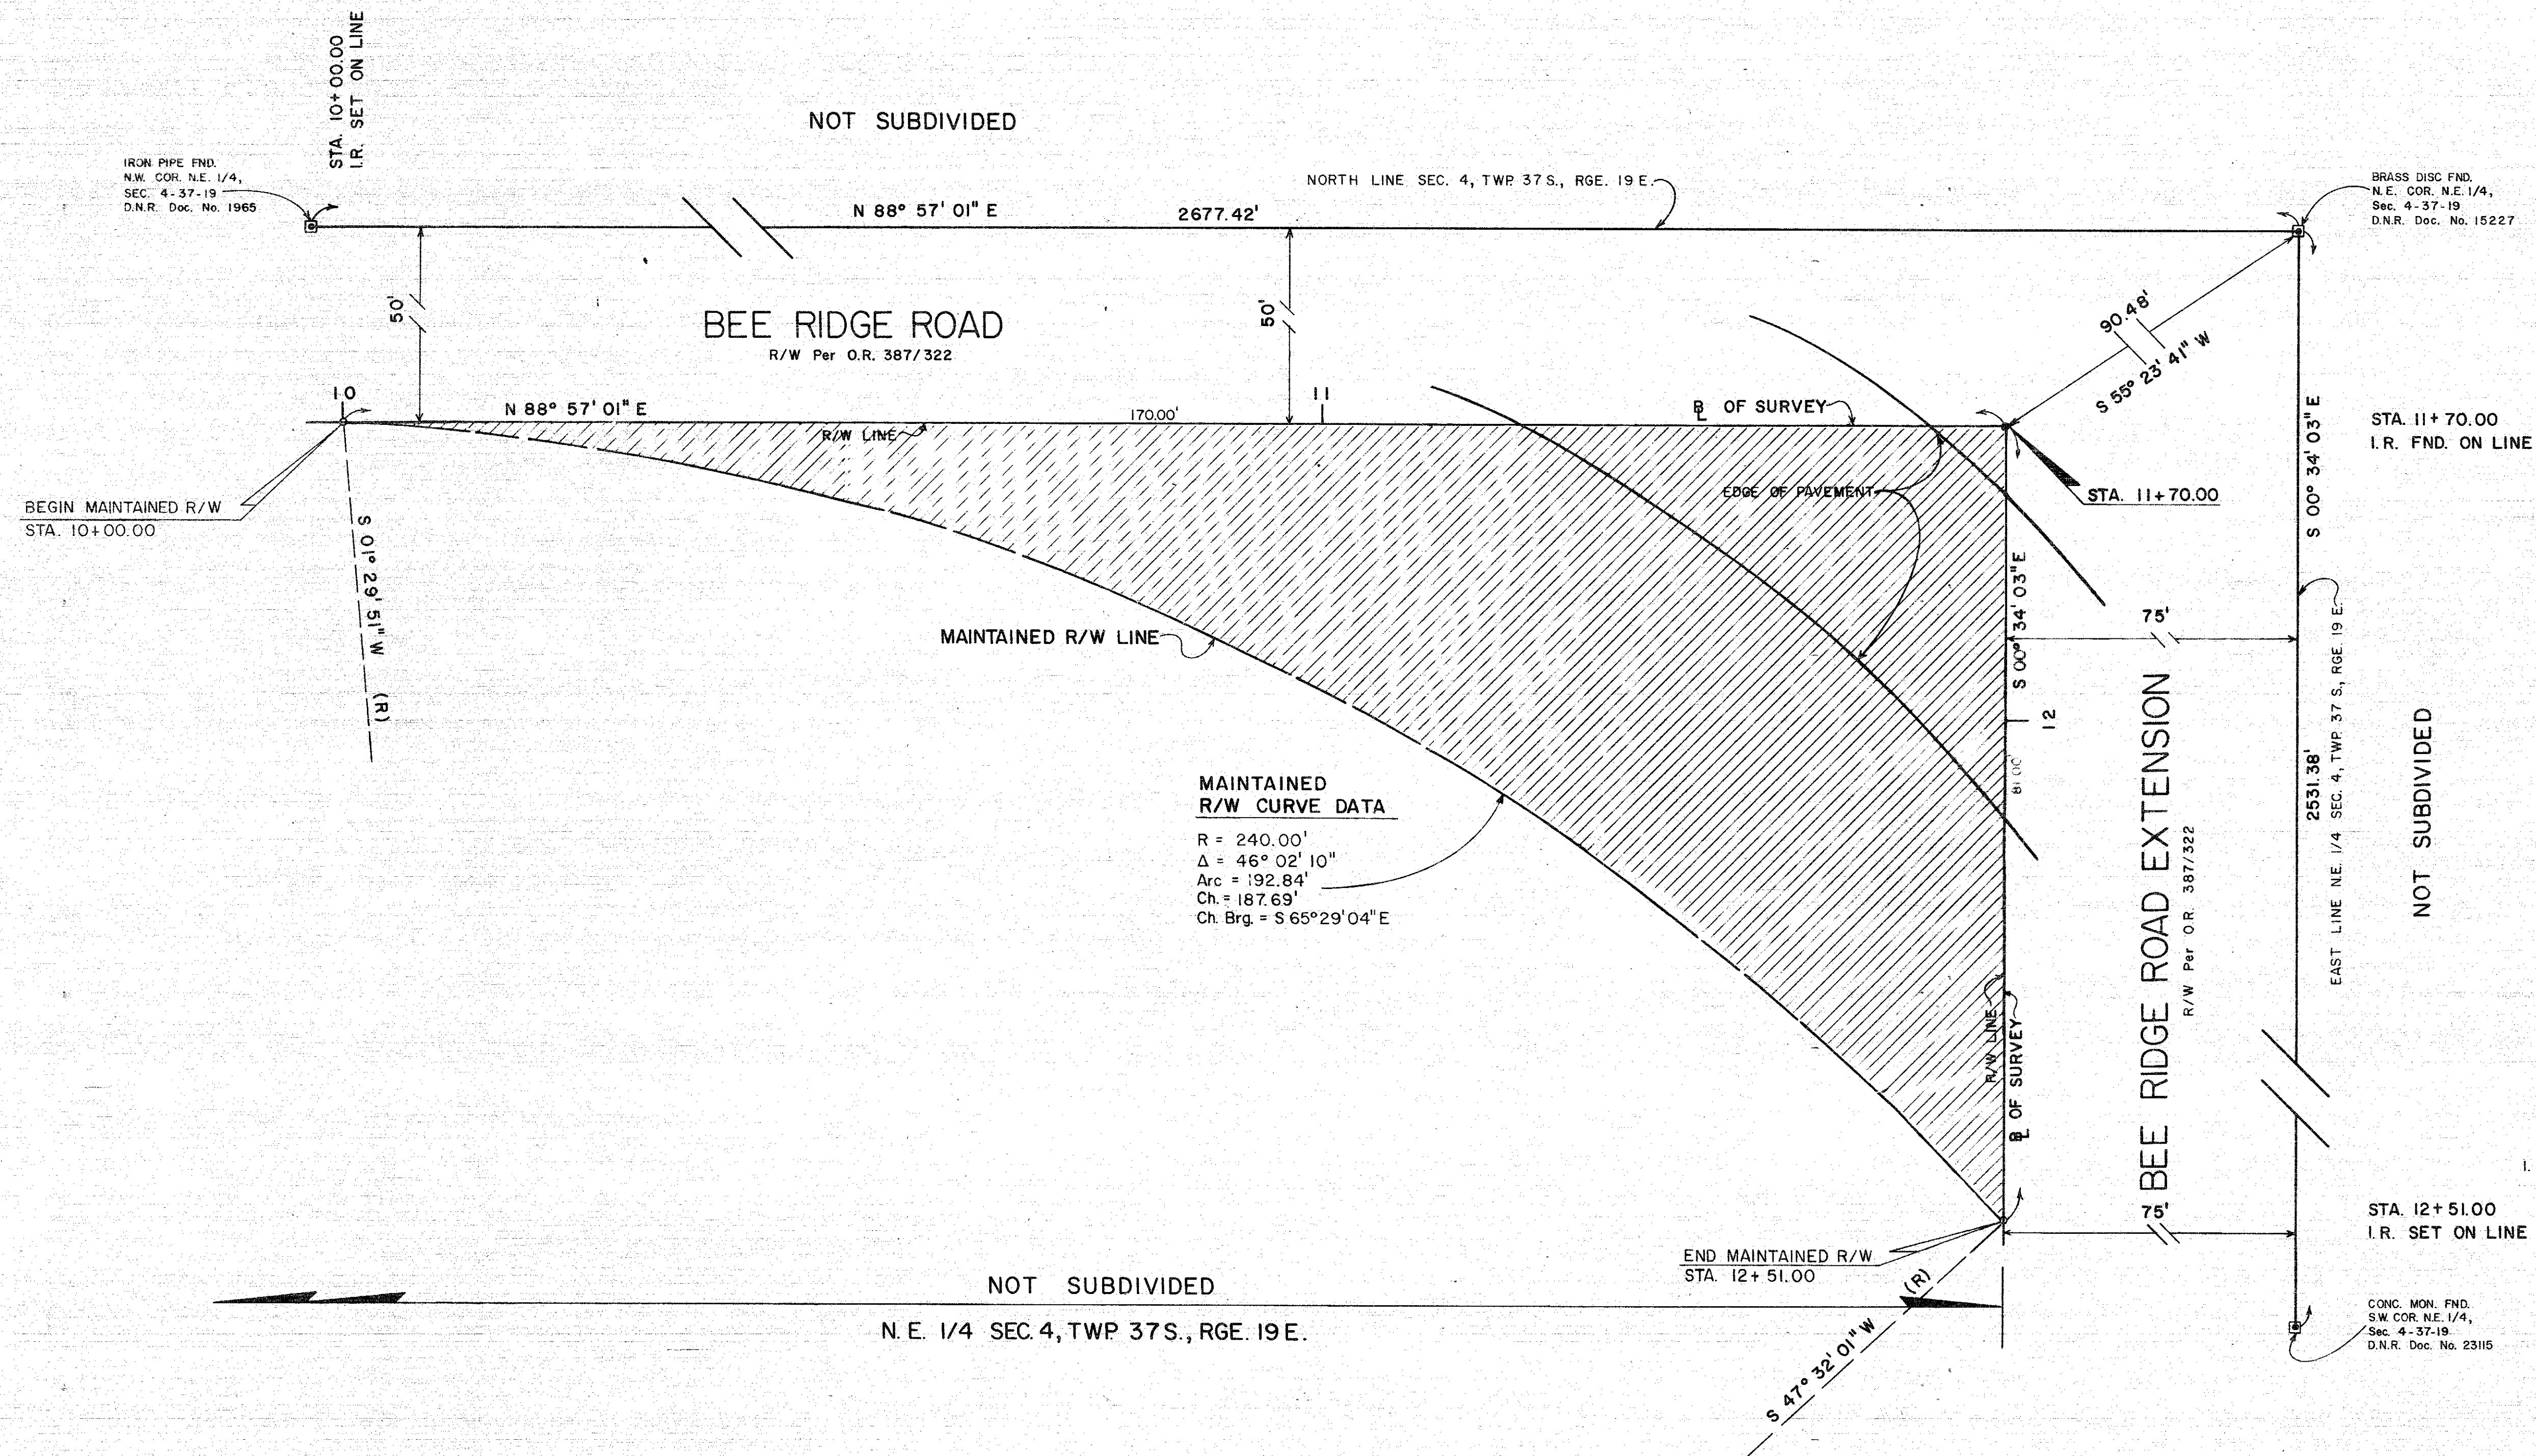 STA. 10+00.00
I.R. SET ON LINE
NOT SUBDIVIDED
IRON PIPE FND.
N.W. COR. N.E. 1/4,
SEC. 4-37-19
D.N.R. Doc. No. 1965
NORTH LINE SEC. 4, TWP. 37 S., RGE. 19 E.
BRASS DISC FND.
N.E. COR. N.E. 1/4,
Sec. 4-37-19
D.N.R. Doc. No. 15227
N 88° 57' 01" E
2677.42'
50'
50'
BEE RIDGE ROAD
R/W Per O.R. 387/322
90.48'
S 55° 23' 41" W
10
N 88° 57' 01" E
170.00'
11
B/L OF SURVEY
R/W LINE
STA. 11+70.00
I.R. FND. ON LINE
S 00° 34' 03" E
BEGIN MAINTAINED R/W
STA. 10+00.00
EDGE OF PAVEMENT
STA. 11+70.00
S 01° 29' 51" W (R)
S 00° 34' 03" E
75'
MAINTAINED R/W LINE
12
81.00'
2531.38'
EAST LINE NE. 1/4 SEC. 4, TWP. 37 S., RGE. 19 E.
NOT SUBDIVIDED
MAINTAINED
R/W CURVE DATA
R = 240.00'
Δ = 46° 02' 10"
Arc = 192.84'
Ch. = 187.69'
Ch. Brg. = S 65°29'04" E
BEE RIDGE ROAD EXTENSION
R/W Per O.R. 387/322
R/W LINE
B/L OF SURVEY
75'
STA. 12+51.00
I.R. SET ON LINE
END MAINTAINED R/W
STA. 12+51.00
(R)
S 47° 32' 01" W
NOT SUBDIVIDED
N.E. 1/4 SEC. 4, TWP. 37 S., RGE. 19 E.
CONC. MON. FND.
S.W. COR. N.E. 1/4,
Sec. 4-37-19
D.N.R. Doc. No. 23115